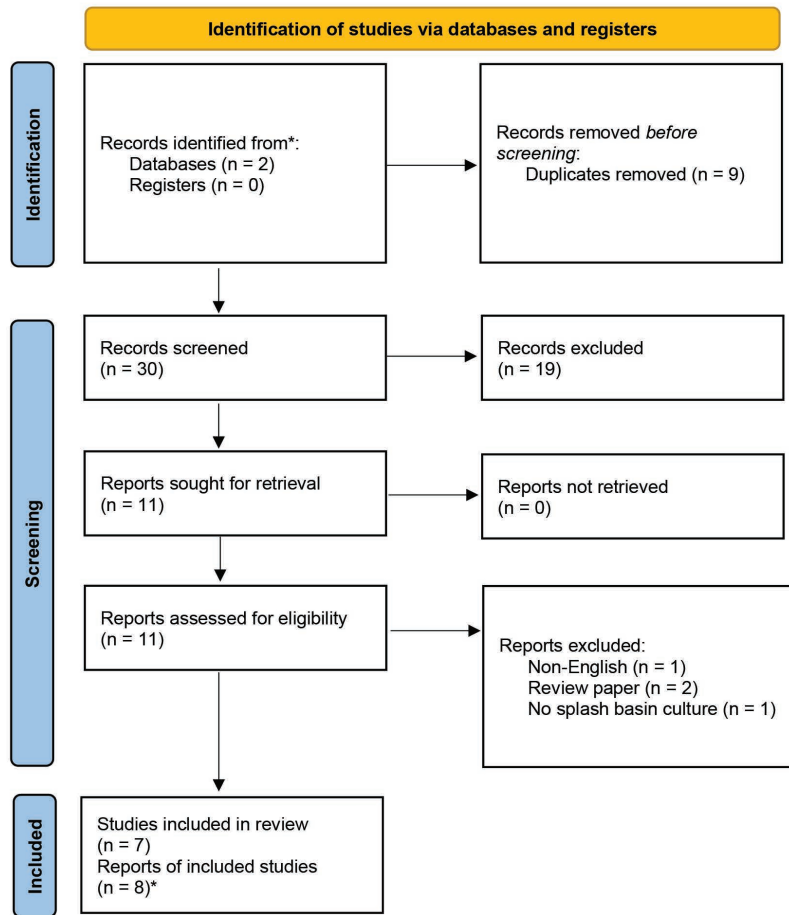 Identification of studies via databases and registers
Identification
Records identified from*:
Databases (n = 2)
Registers (n = 0)
Records removed before
screening:
Duplicates removed (n = 9)
Screening
Records screened
(n = 30)
Records excluded
(n = 19)
Reports sought for retrieval
(n = 11)
Reports not retrieved
(n = 0)
Reports assessed for eligibility
(n = 11)
Reports excluded:
Non-English (n = 1)
Review paper (n = 2)
No splash basin culture (n = 1)
Included
Studies included in review
(n = 7)
Reports of included studies
(n = 8)*